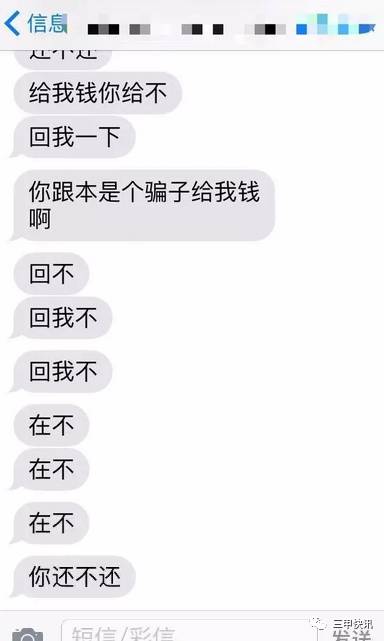 信息
还不还
给我钱你给不
回我一下
你跟本是个骗子给我钱
啊
回不
回我不
回我不
在不
在不
在不
你还不还
短信/彩信
发送
三甲快讯